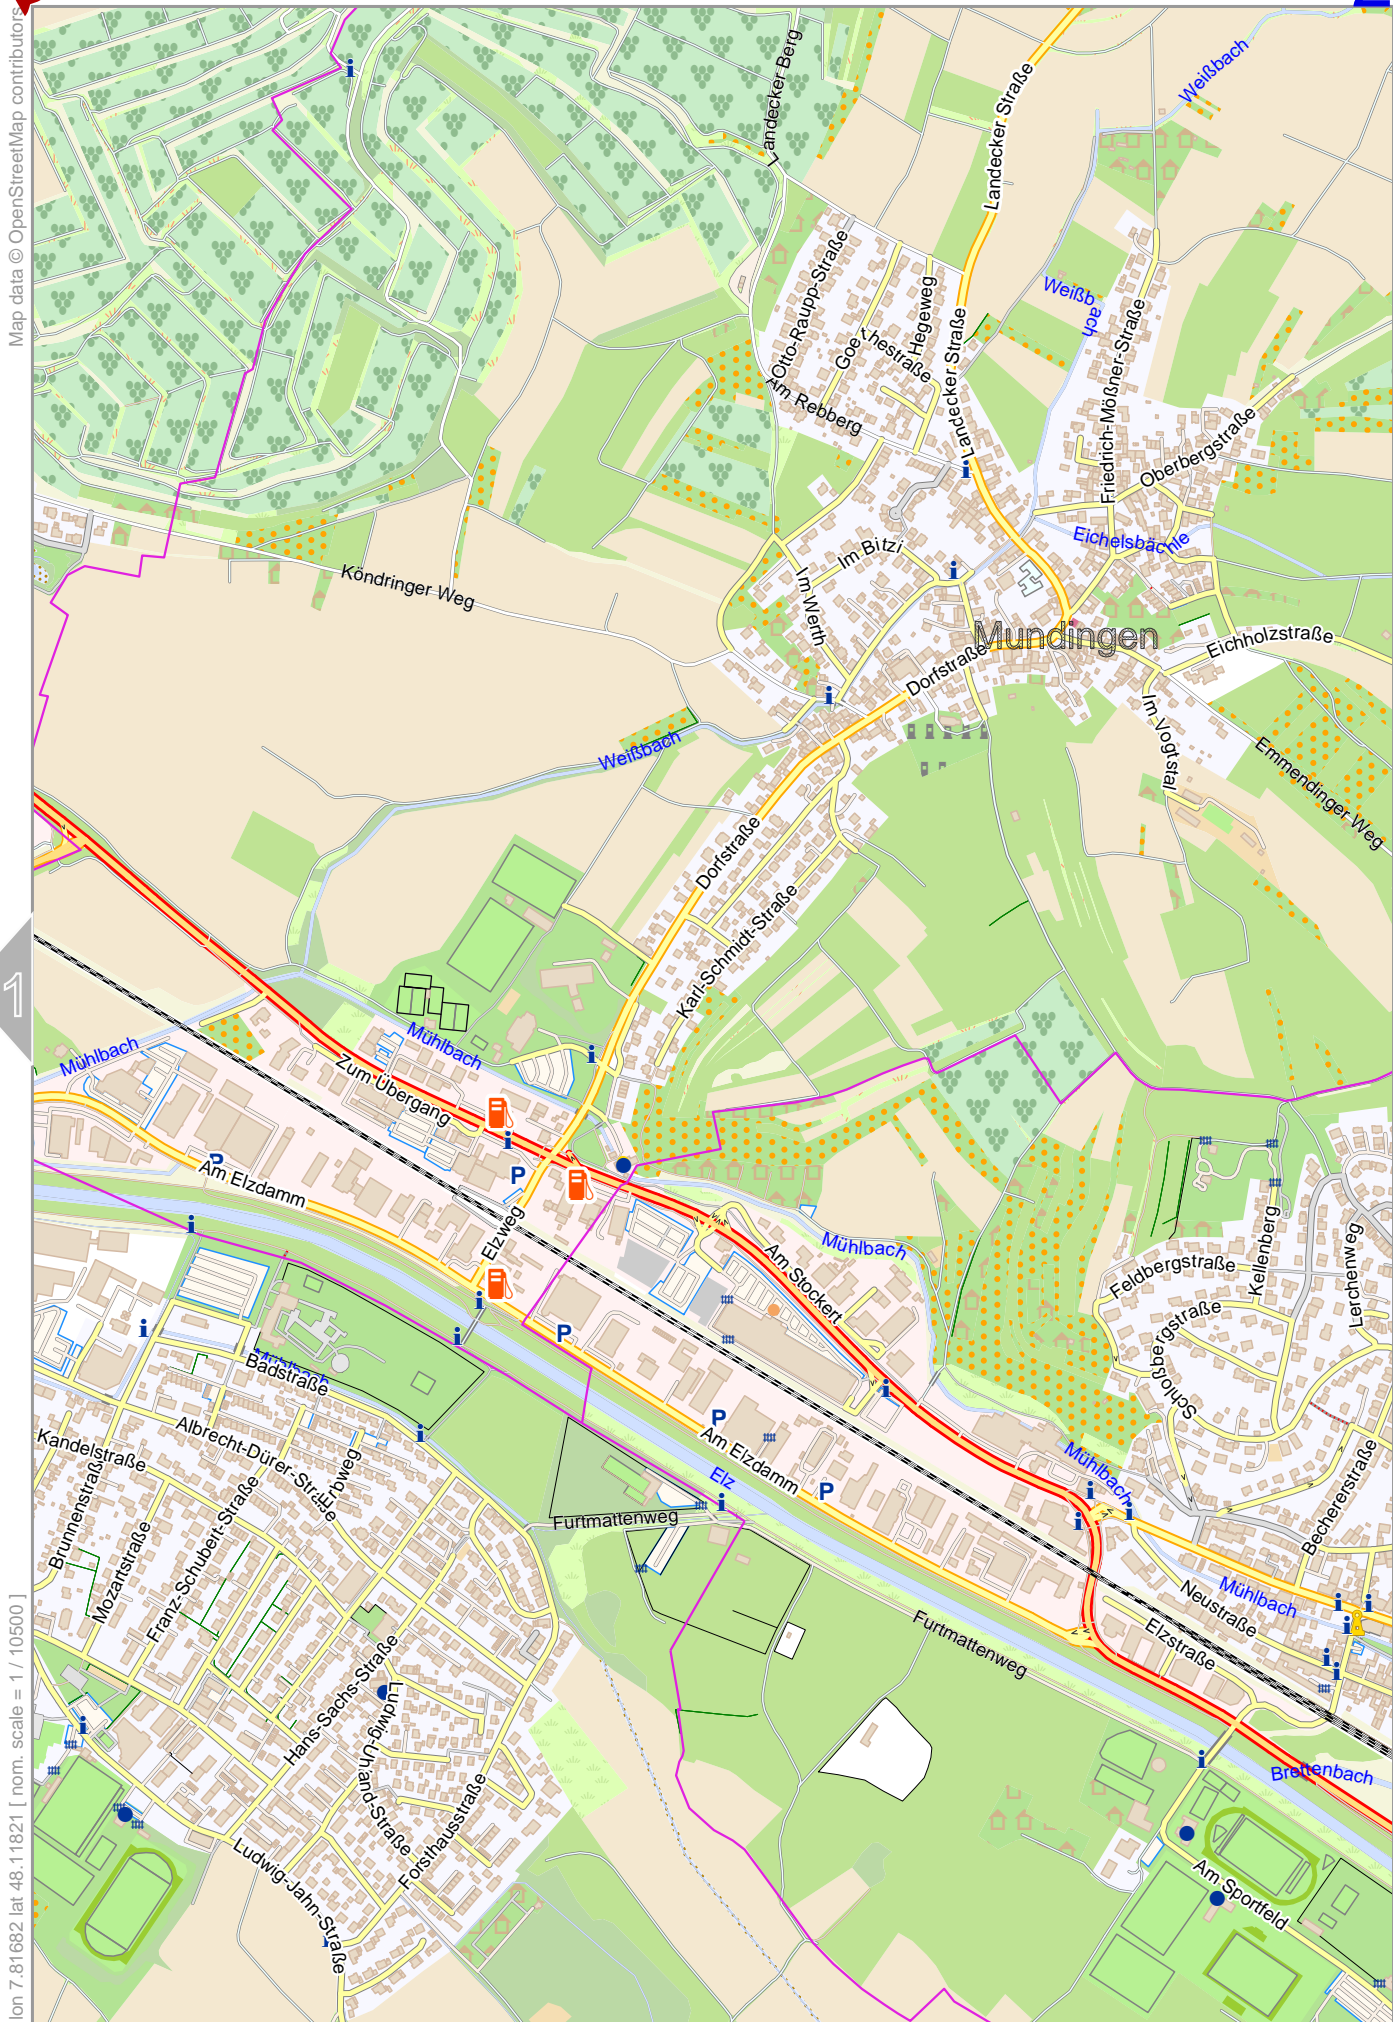 Map data © OpenStreetMap contributors
lon 7.81682 lat 48.11821 [ nom. scale = 1 / 10500 ]
1
Landecker Berg
Landecker Straße
Weißbach
Otto-Raupp-Straße
Goethestraße
Hegeweg
Landecker Straße
Weißbach
Friedrich-Mößner-Straße
Am Rebberg
Oberbergstraße
Eichelsbächle
Im Bitzi
Köndringer Weg
Im Werth
Mundingen
Eichholzstraße
Dorfstraße
Im Vogtstal
Emmendinger Weg
Weißbach
Dorfstraße
Karl-Schmidt-Straße
Mühlbach
Mühlbach
Zum Übergang
P
Am Elzdamm
P
Elzweg
Mühlbach
Am Stockert
Kellenberg
Feldbergstraße
Lerchenweg
Schloßbergstraße
P
Mühlbach
Badstraße
Albrecht-Dürer-Straße
Erbweg
Kandelstraße
Brunnenstraße
Mozartstraße
Franz-Schubert-Straße
P
Am Elzdamm
Elz
P
Mühlbach
Bechererstraße
Furtmattenweg
Mühlbach
Neustraße
Elzstraße
Furtmattenweg
Hans-Sachs-Straße
Ludwig-Uhland-Straße
Forsthausstraße
Ludwig-Jahn-Straße
Brettenbach
Am Sportfeld